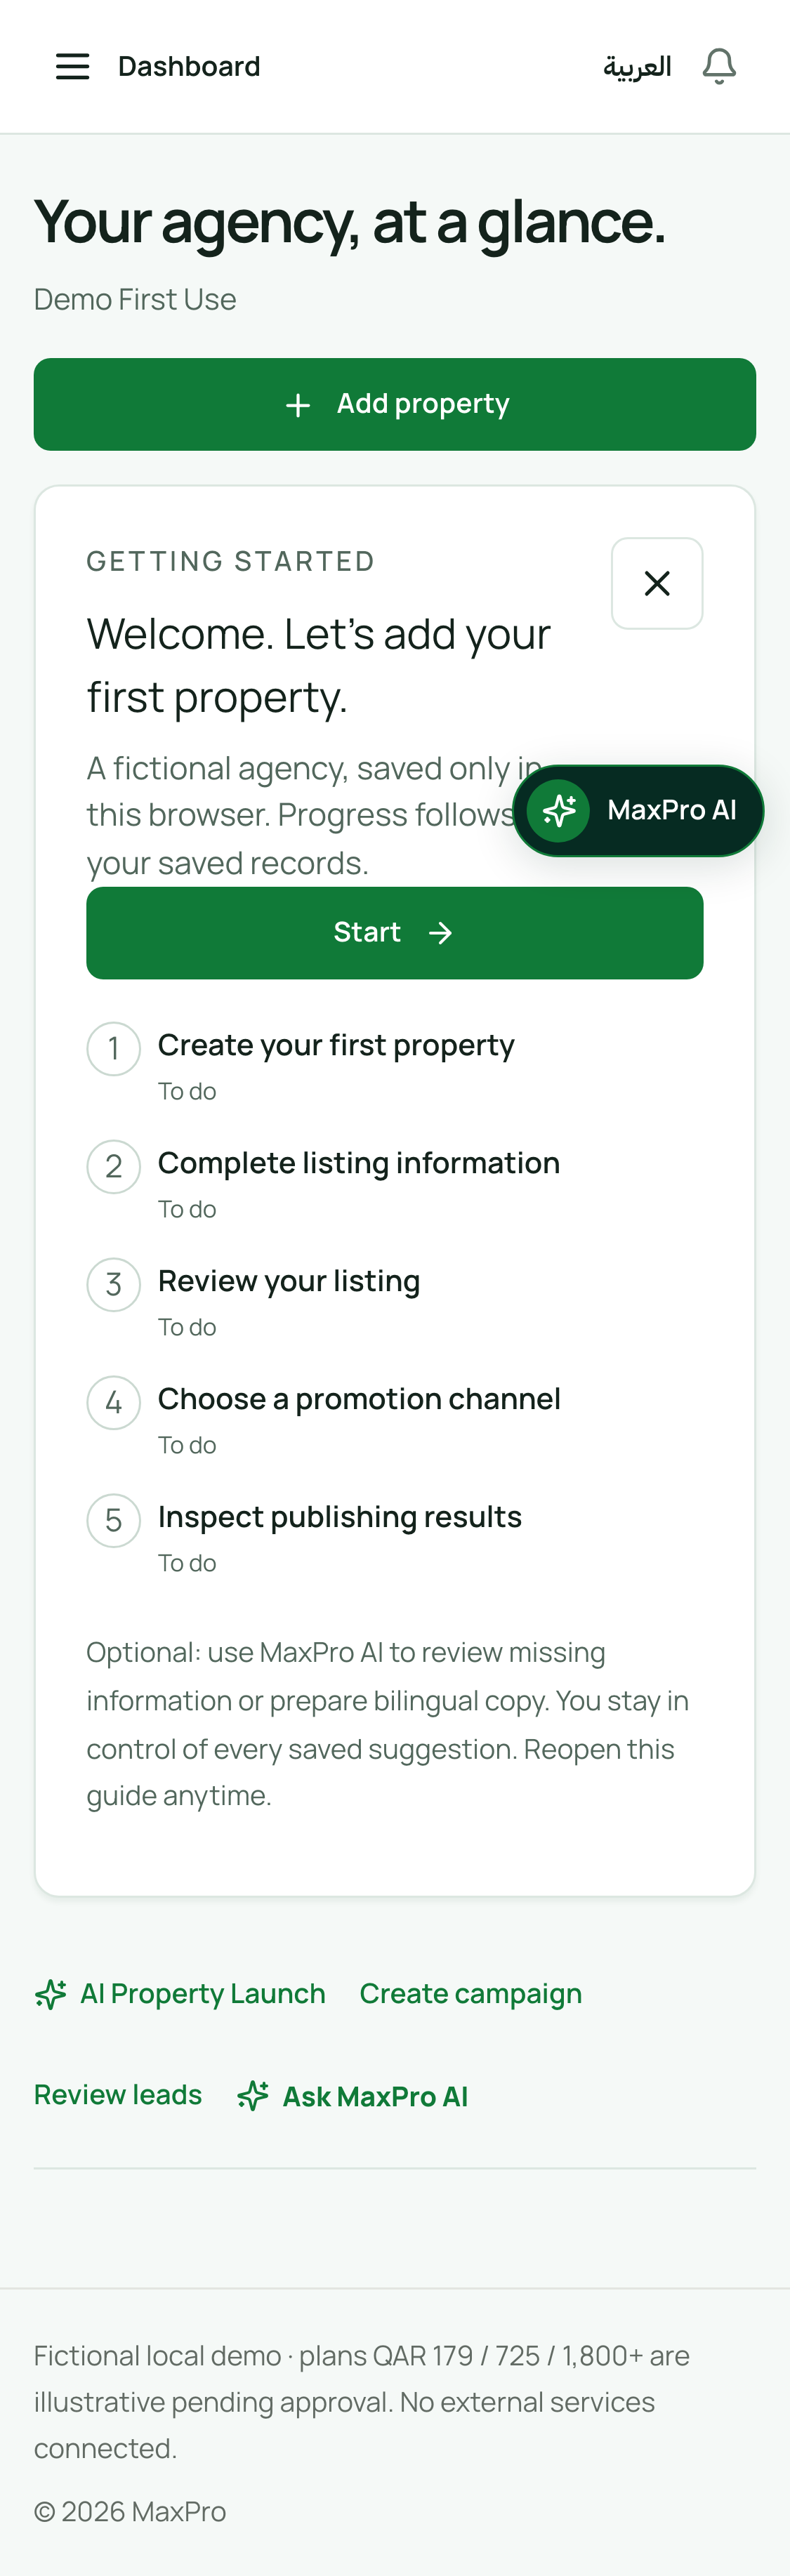 Dashboard
العربية
Your agency, at a glance.
Demo First Use
Add property
GETTING STARTED
Welcome. Let's add your
first property.
A fictional agency, saved only in
this browser. Progress follows
your saved records.
MaxPro AI
Start
1
Create your first property
To do
2
Complete listing information
To do
3
Review your listing
To do
4
Choose a promotion channel
To do
5
Inspect publishing results
To do
Optional: use MaxPro AI to review missing
information or prepare bilingual copy. You stay in
control of every saved suggestion. Reopen this
guide anytime.
AI Property Launch
Create campaign
Review leads
Ask MaxPro AI
Fictional local demo · plans QAR 179 / 725 / 1,800+ are
illustrative pending approval. No external services
connected.
© 2026 MaxPro